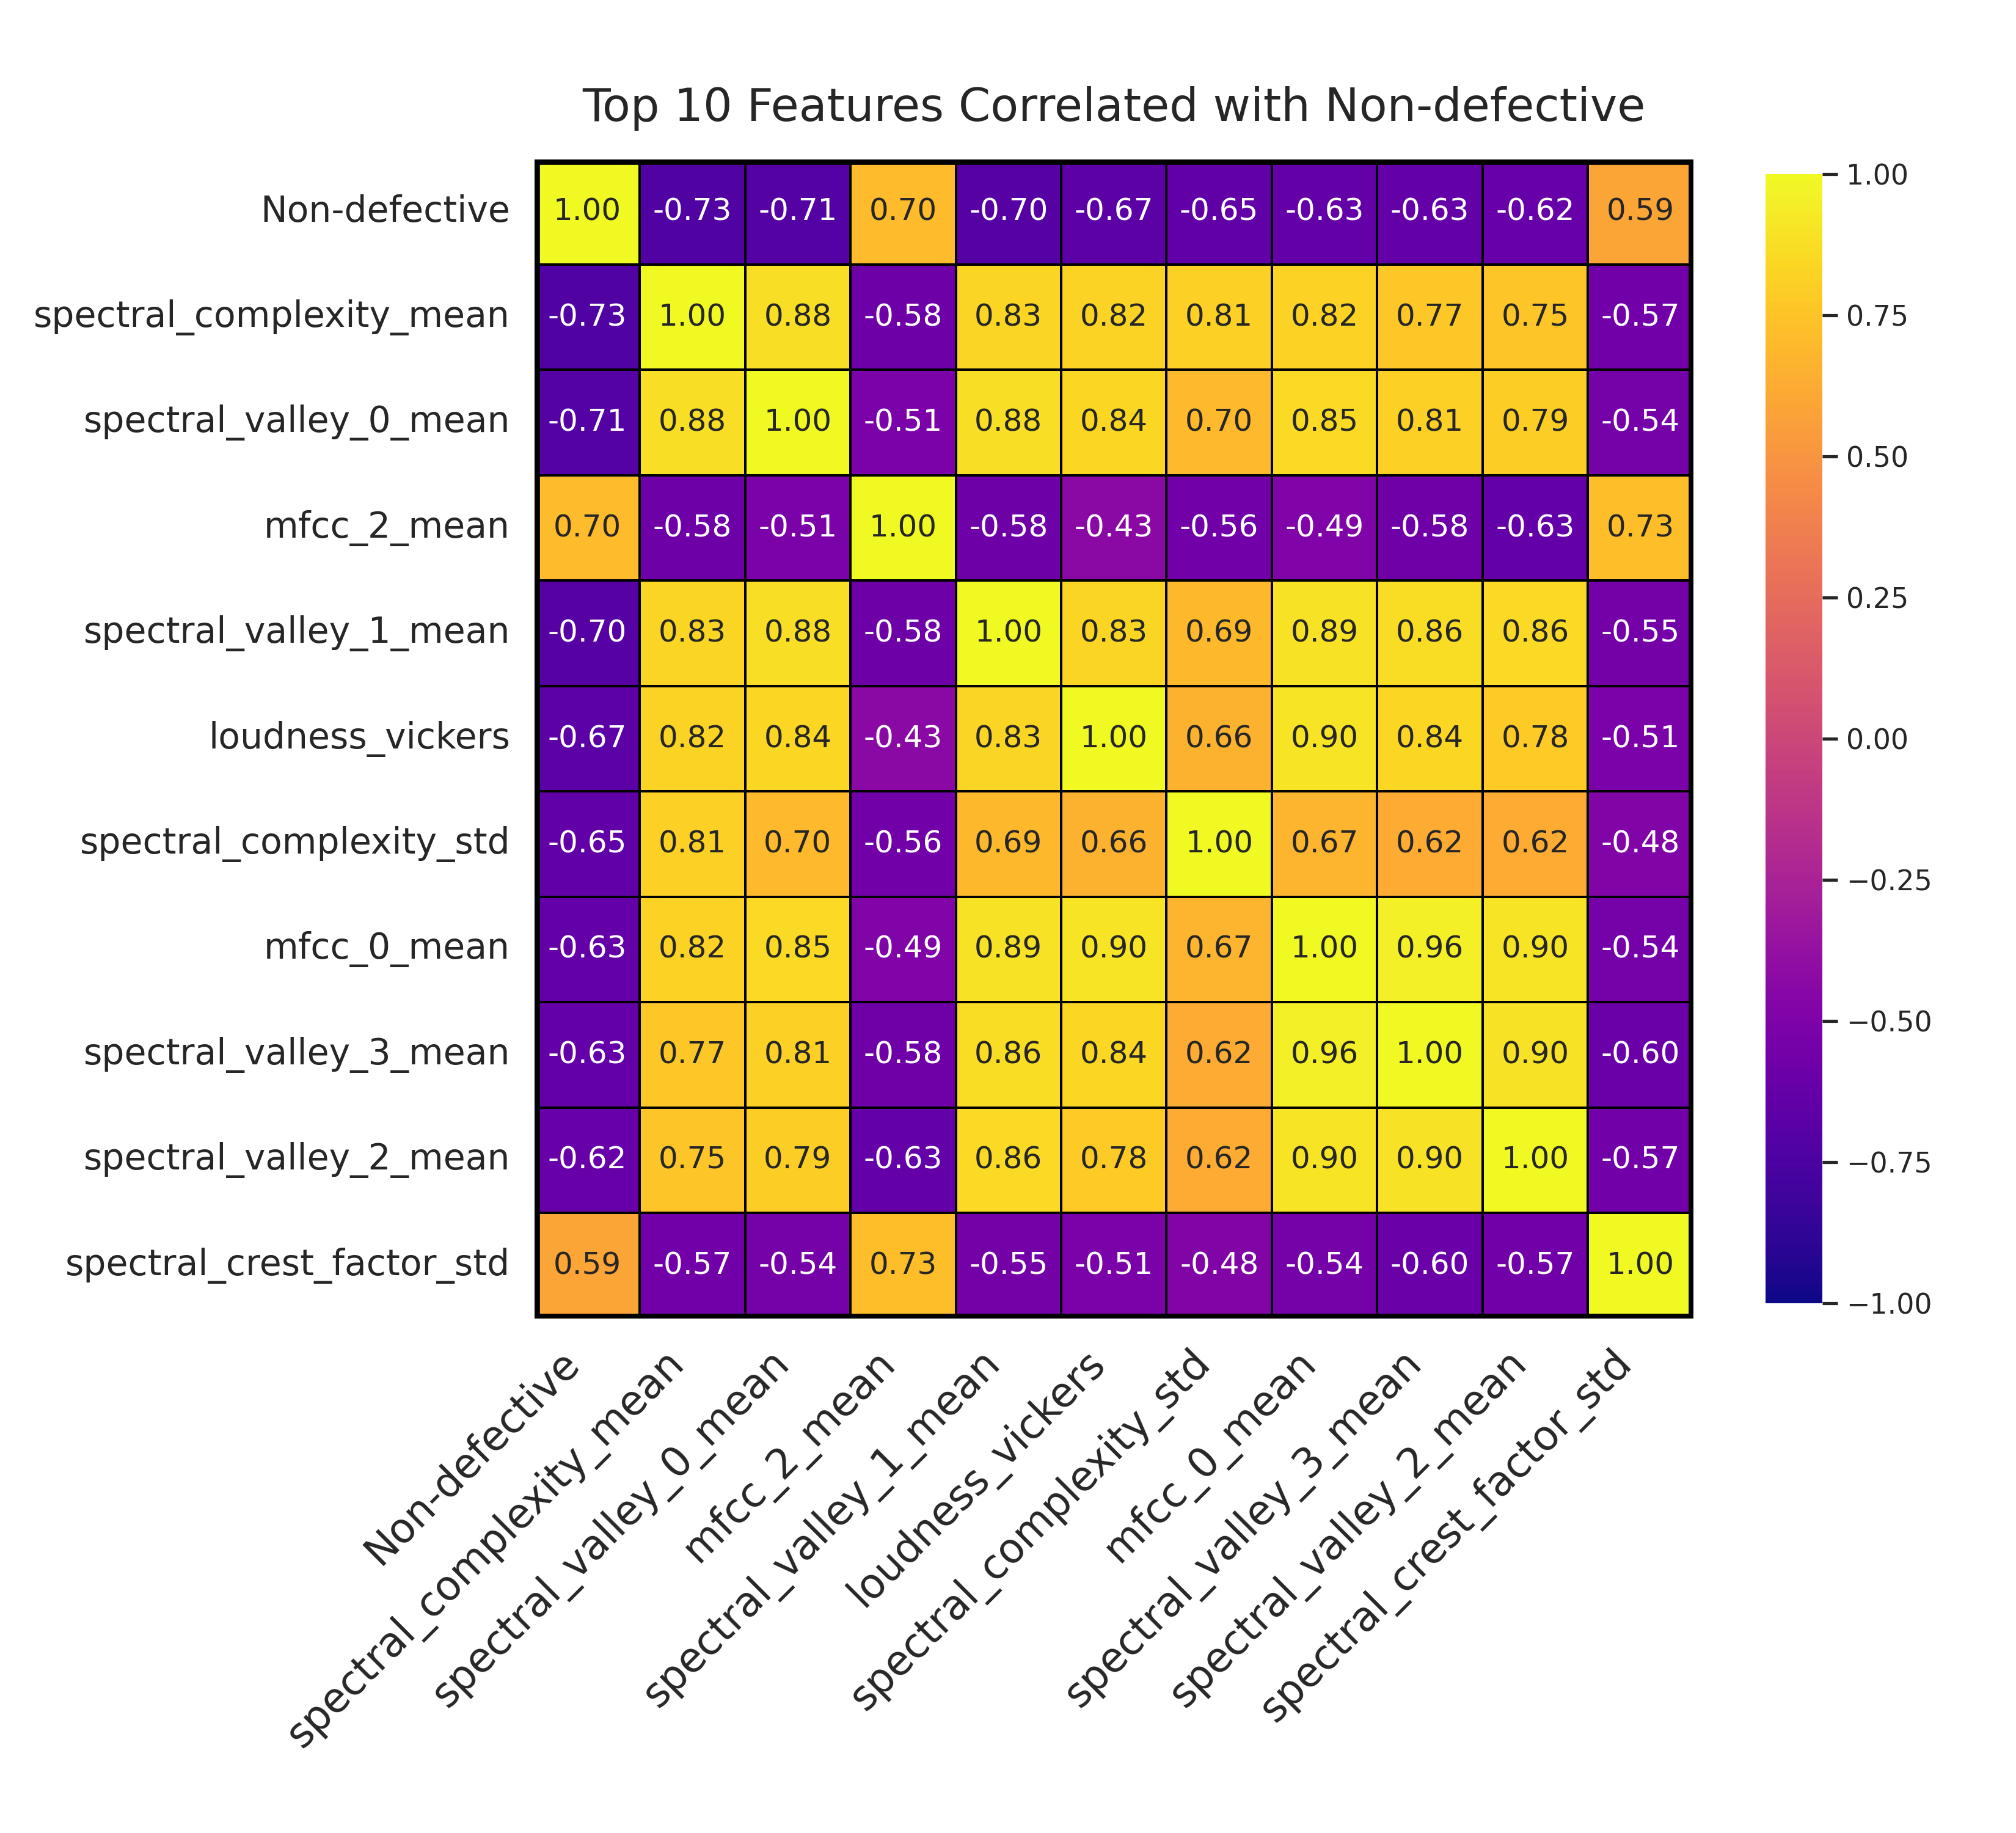 Top 10 Features Correlated with Non-defective
Non-defective 1.00 -0.73 -0.71 0.70 -0.70 -0.67 -0.65 -0.63 -0.63 -0.62 0.59
spectral_complexity_mean -0.73 1.00 0.88 -0.58 0.83 0.82 0.81 0.82 0.77 0.75 -0.57
spectral_valley_0_mean -0.71 0.88 1.00 -0.51 0.88 0.84 0.70 0.85 0.81 0.79 -0.54
mfcc_2_mean 0.70 -0.58 -0.51 1.00 -0.58 -0.43 -0.56 -0.49 -0.58 -0.63 0.73
spectral_valley_1_mean -0.70 0.83 0.88 -0.58 1.00 0.83 0.69 0.89 0.86 0.86 -0.55
loudness_vickers -0.67 0.82 0.84 -0.43 0.83 1.00 0.66 0.90 0.84 0.78 -0.51
spectral_complexity_std -0.65 0.81 0.70 -0.56 0.69 0.66 1.00 0.67 0.62 0.62 -0.48
mfcc_0_mean -0.63 0.82 0.85 -0.49 0.89 0.90 0.67 1.00 0.96 0.90 -0.54
spectral_valley_3_mean -0.63 0.77 0.81 -0.58 0.86 0.84 0.62 0.96 1.00 0.90 -0.60
spectral_valley_2_mean -0.62 0.75 0.79 -0.63 0.86 0.78 0.62 0.90 0.90 1.00 -0.57
spectral_crest_factor_std 0.59 -0.57 -0.54 0.73 -0.55 -0.51 -0.48 -0.54 -0.60 -0.57 1.00
Non-defective
spectral_complexity_mean
spectral_valley_0_mean
mfcc_2_mean
spectral_valley_1_mean
loudness_vickers
spectral_complexity_std
mfcc_0_mean
spectral_valley_3_mean
spectral_valley_2_mean
spectral_crest_factor_std
1.00
0.75
0.50
0.25
0.00
−0.25
−0.50
−0.75
−1.00